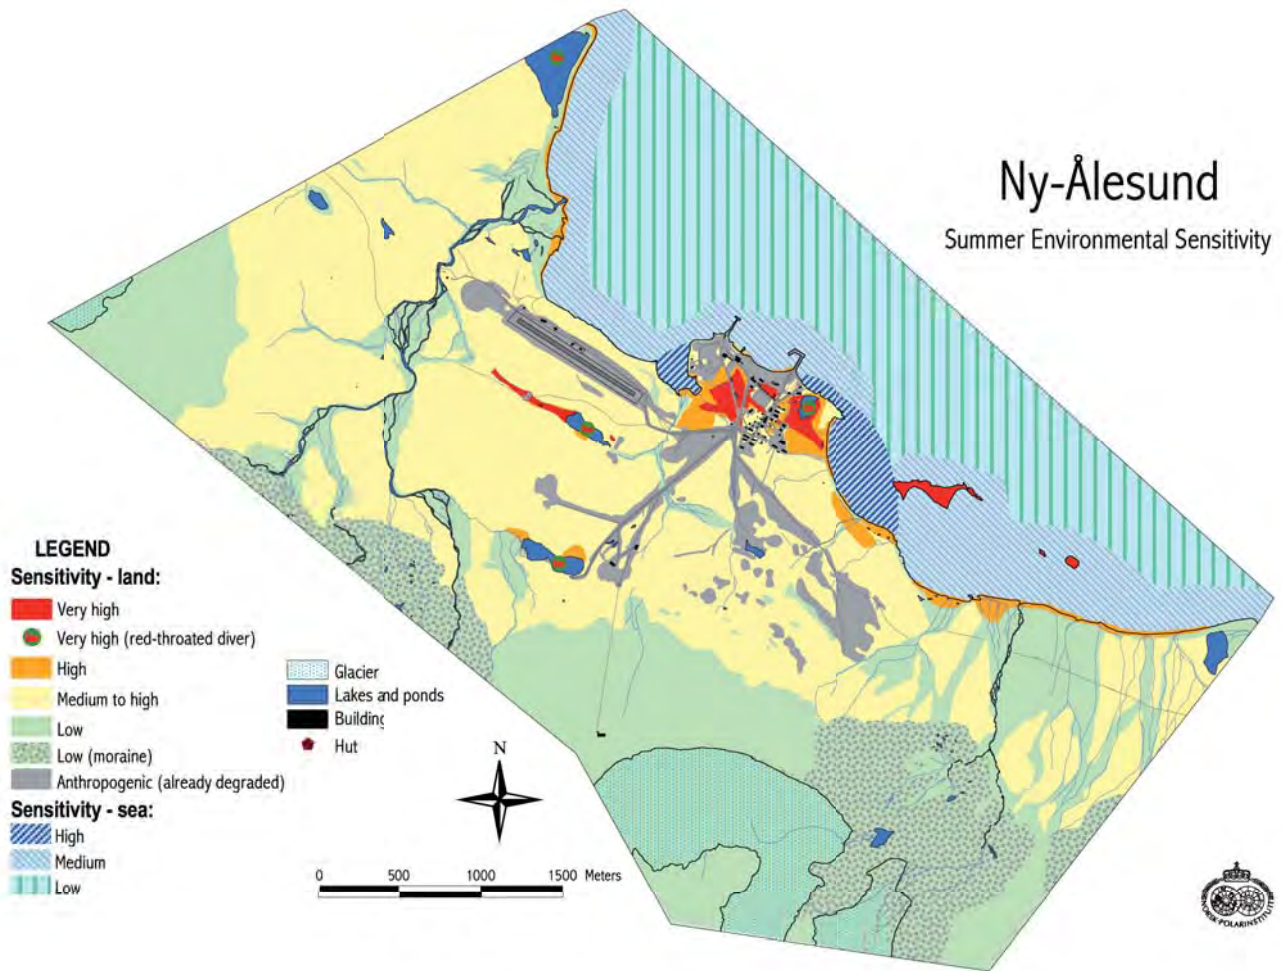 Ny-Ålesund
Summer Environmental Sensitivity
LEGEND
Sensitivity - land:
Very high
Very high (red-throated diver)
High
Medium to high
Low
Low (moraine)
Anthropogenic (already degraded)
Sensitivity - sea:
High
Medium
Low
Glacier
Lakes and ponds
Building
Hut
N
0 500 1000 1500 Meters
NORSK POLARINSTITUTT